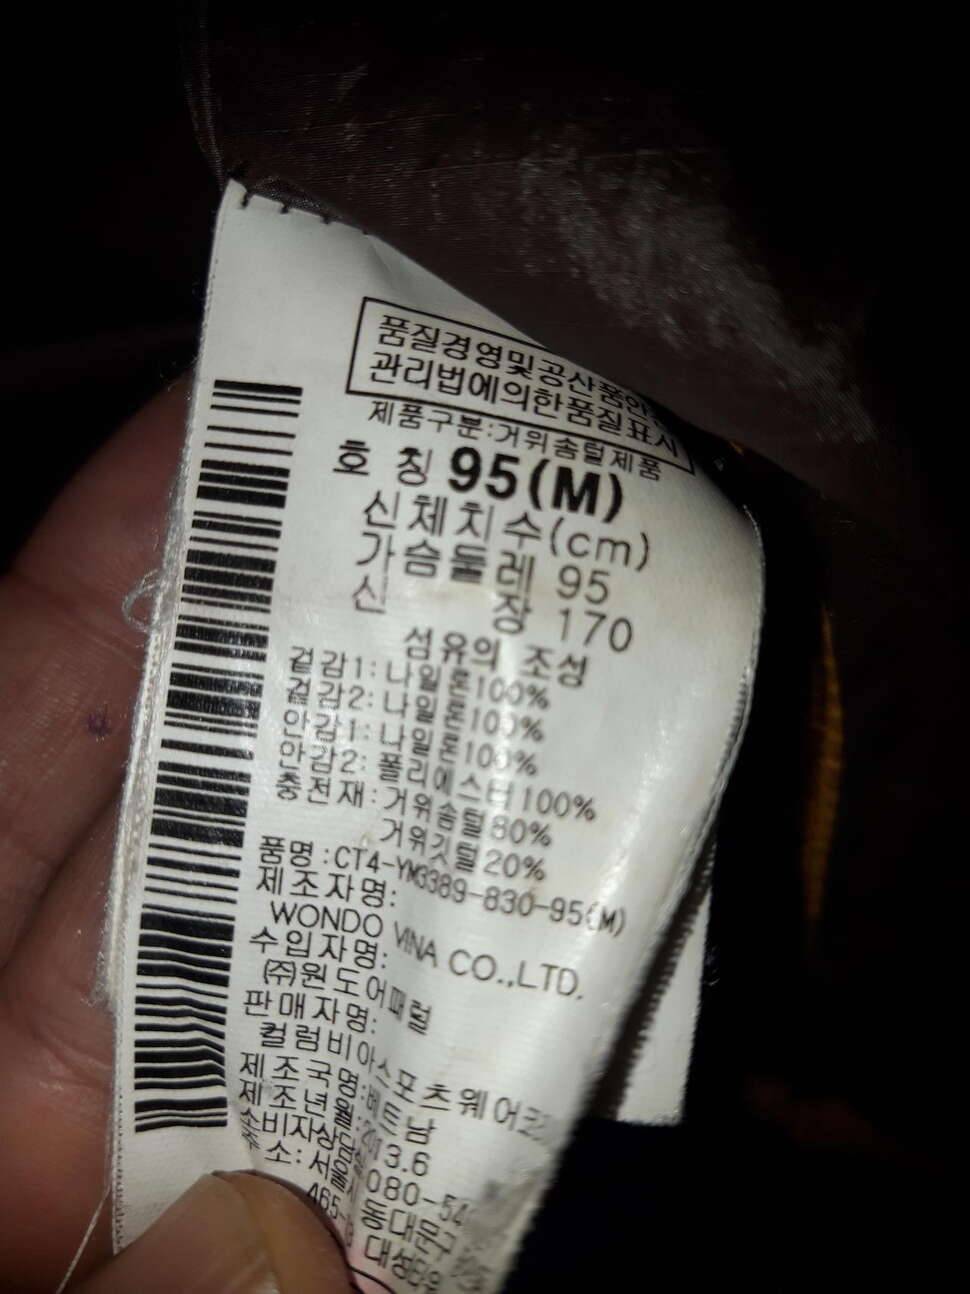 품질경영및공산품안
관리법에의한품질표시
제품구분:거위솜털제품
호 칭 95(M)
신체치수(cm)
가슴둘레 95
신 장 170
섬유의 조성
겉감1: 나일론100%
겉감2: 나일론100%
안감1: 나일론100%
안감2: 폴리에스터100%
충전재: 거위솜털80%
거위깃털20%
품명:CT4-YM3389-830-95(M)
제조자명:
WONDO VINA CO.,LTD.
수입자명:
(주)원도어패럴
판매자명:
컬럼비아스포츠웨어코
제조국명:베트남
제조년월:2013.6
소비자상담실 080-54
주소: 서울시 동대문구
465- 대성타워